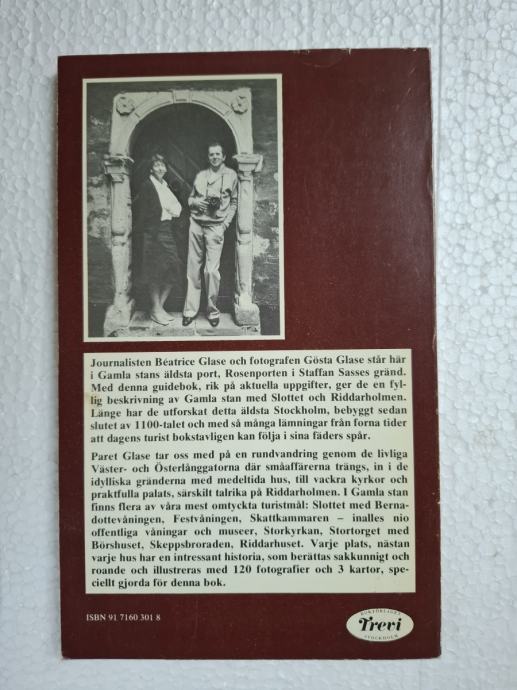 Journalisten Béatrice Glase och fotografen Gösta Glase står här
i Gamla stans äldsta port, Rosenporten i Staffan Sasses gränd.
Med denna guidebok, rik på aktuella uppgifter, ger de en fyl-
lig beskrivning av Gamla stan med Slottet och Riddarholmen.
Länge har de utforskat detta äldsta Stockholm, bebyggt sedan
slutet av 1100-talet och med så många lämningar från forna tider
att dagens turist bokstavligen kan följa i sina fäders spår.
Paret Glase tar oss med på en rundvandring genom de livliga
Väster- och Österlånggatorna där småaffärerna trängs, in i de
idylliska gränderna med medeltida hus, till vackra kyrkor och
praktfulla palats, särskilt talrika på Riddarholmen. I Gamla stan
finns flera av våra mest omtyckta turistmål: Slottet med Berna-
dottevåningen, Festvåningen, Skattkammaren – inalles nio
offentliga våningar och museer, Storkyrkan, Stortorget med
Börshuset, Skeppsbroraden, Riddarhuset. Varje plats, nästan
varje hus har en intressant historia, som berättas sakkunnigt och
roande och illustreras med 120 fotografier och 3 kartor, spe-
ciellt gjorda för denna bok.
ISBN 91 7160 301 8
BOKFÖRLAGET
Trevi
STOCKHOLM